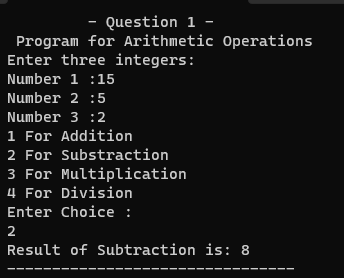 - Question 1 -
Program for Arithmetic Operations
Enter three integers:
Number 1 :15
Number 2 :5
Number 3 :2
1 For Addition
2 For Substraction
3 For Multiplication
4 For Division
Enter Choice :
2
Result of Subtraction is: 8
--------------------------------